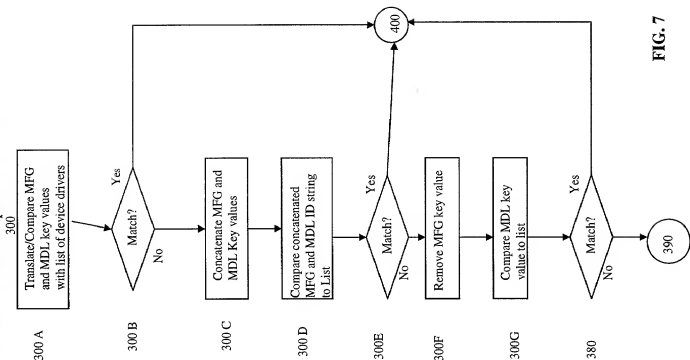 300
300 A
Translate/Compare MFG
and MDL key values
with list of device drivers
300 B
Match?
Yes
No
300 C
Concatenate MFG and
MDL Key values
300 D
Compare concatenated
MFG and MDL ID string
to List
300E
Match?
Yes
No
400
300F
Remove MFG key value
300G
Compare MDL key
value to list
380
Match?
Yes
No
390
FIG. 7